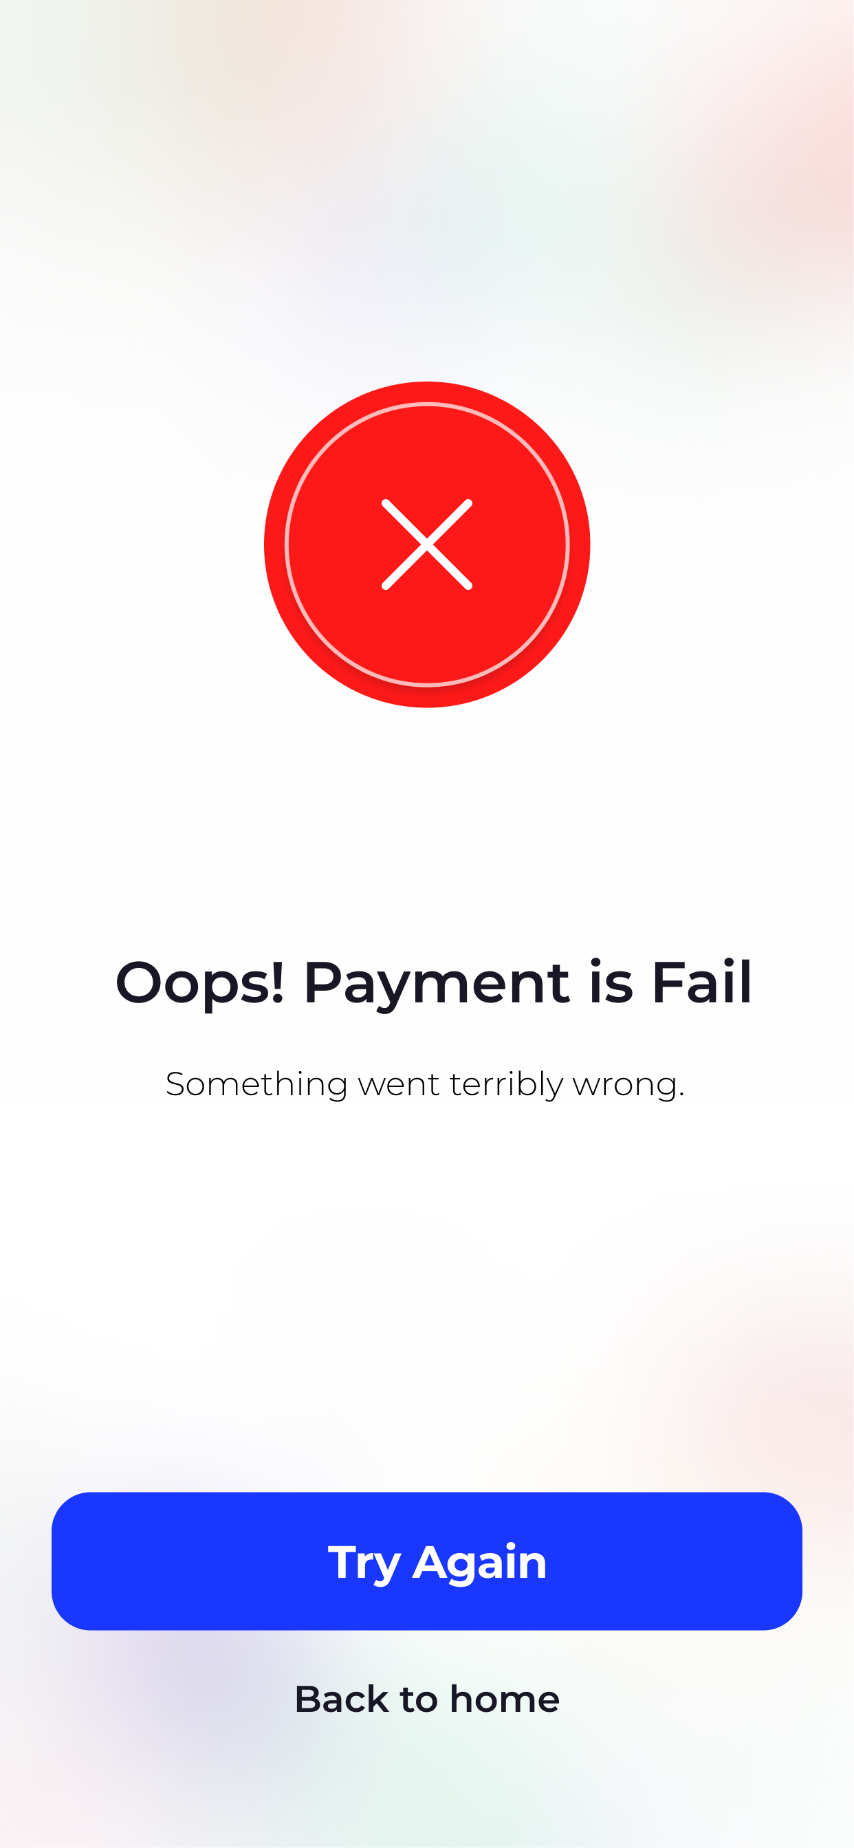 Oops! Payment is Fail
Something went terribly wrong.
Try Again
Back to home